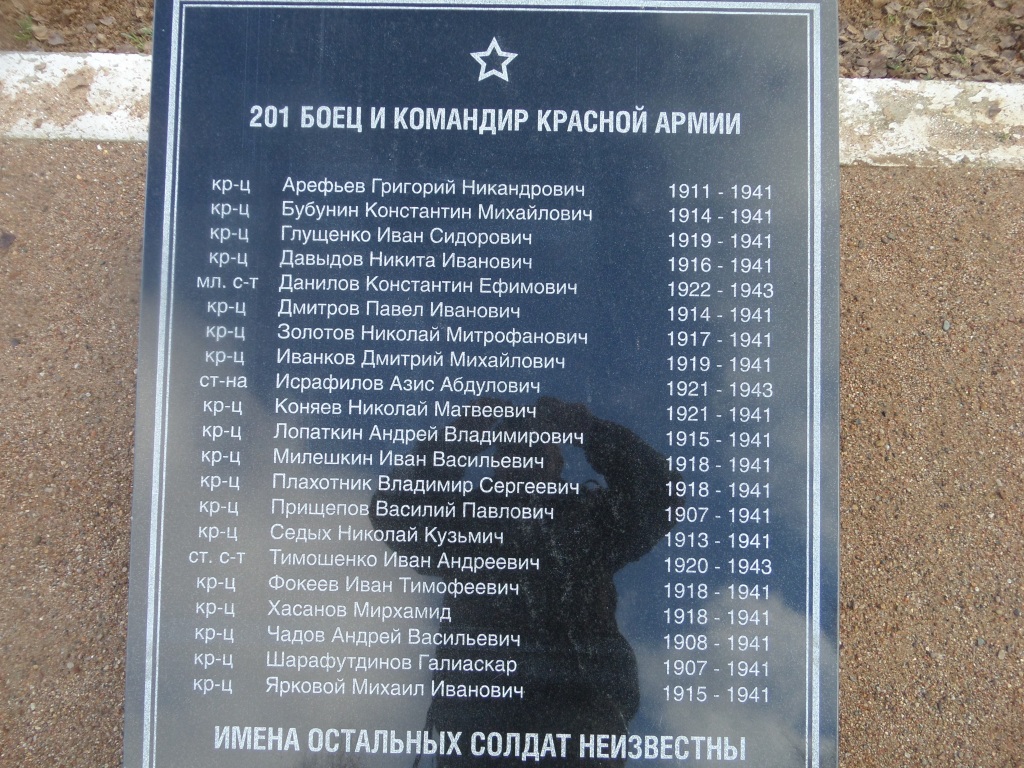 201 БОЕЦ И КОМАНДИР КРАСНОЙ АРМИИ
кр-ц Арефьев Григорий Никандрович 1911 - 1941
кр-ц Бубунин Константин Михайлович 1914 - 1941
кр-ц Глущенко Иван Сидорович 1919 - 1941
кр-ц Давыдов Никита Иванович 1916 - 1941
мл. с-т Данилов Константин Ефимович 1922 - 1943
кр-ц Дмитров Павел Иванович 1914 - 1941
кр-ц Золотов Николай Митрофанович 1917 - 1941
кр-ц Иванков Дмитрий Михайлович 1919 - 1941
ст-на Исрафилов Азис Абдулович 1921 - 1943
кр-ц Коняев Николай Матвеевич 1921 - 1941
кр-ц Лопаткин Андрей Владимирович 1915 - 1941
кр-ц Милешкин Иван Васильевич 1918 - 1941
кр-ц Плахотник Владимир Сергеевич 1918 - 1941
кр-ц Прищепов Василий Павлович 1907 - 1941
кр-ц Седых Николай Кузьмич 1913 - 1941
ст. с-т Тимошенко Иван Андреевич 1920 - 1943
кр-ц Фокеев Иван Тимофеевич 1918 - 1941
кр-ц Хасанов Мирхамид 1918 - 1941
кр-ц Чадов Андрей Васильевич 1908 - 1941
кр-ц Шарафутдинов Галиаскар 1907 - 1941
кр-ц Ярковой Михаил Иванович 1915 - 1941
ИМЕНА ОСТАЛЬНЫХ СОЛДАТ НЕИЗВЕСТНЫ